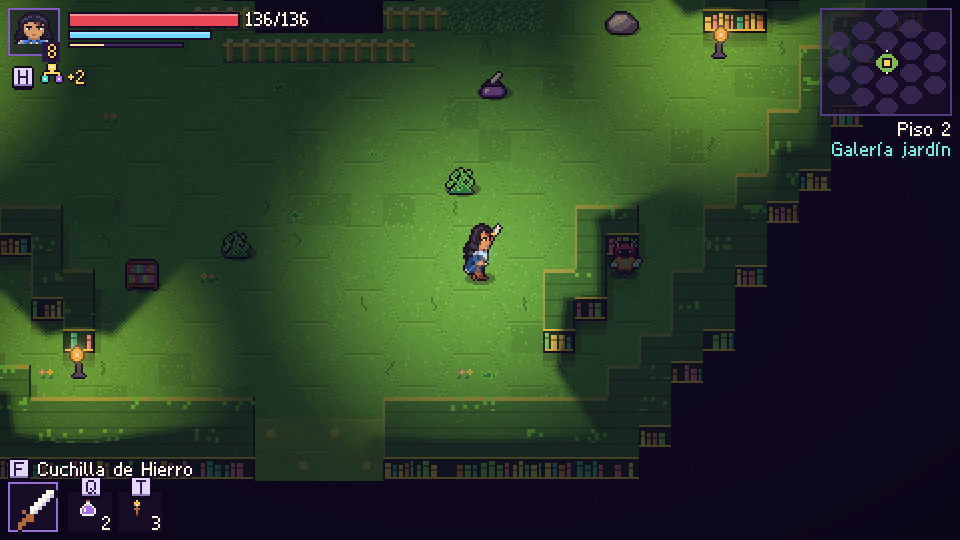 136/136
8
H +2
Piso 2
Galería jardín
F Cuchilla de Hierro
Q T
2 3